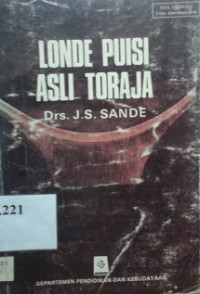 LONDE PUISI
ASLI TORAJA
Drs. J.S. SANDE
.221
DEPARTEMEN PENDIDIKAN DAN KEBUDAYAAN